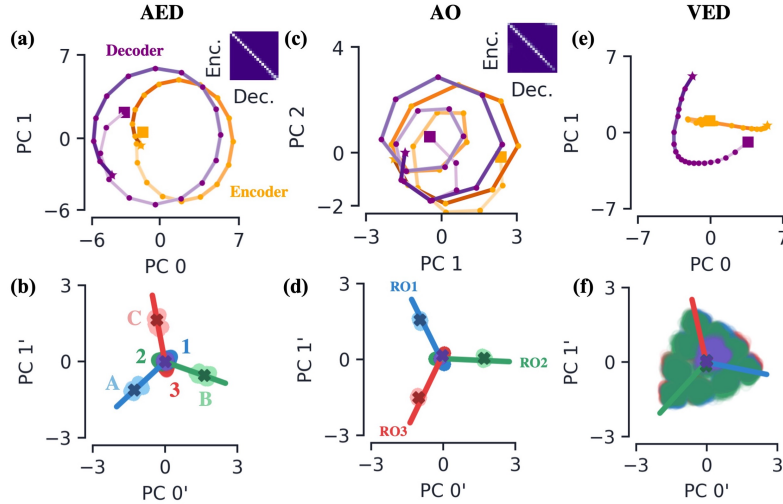 AED
AO
VED
(a)
7
Decoder
Enc.
Dec.
PC 1
0
Encoder
−6
−6
0
7
PC 0
(c)
4
Enc.
Dec.
PC 2
2
0
−2
−3
0
3
PC 1
(e)
7
PC 1
0
−7
−7
0
7
PC 0
(b)
3
C
2
1
PC 1'
0
A
3
B
−3
−3
0
3
PC 0'
(d)
3
RO1
PC 1'
0
RO2
RO3
−3
−3
0
3
PC 0'
(f)
3
PC 1'
0
−3
−3
0
3
PC 0'